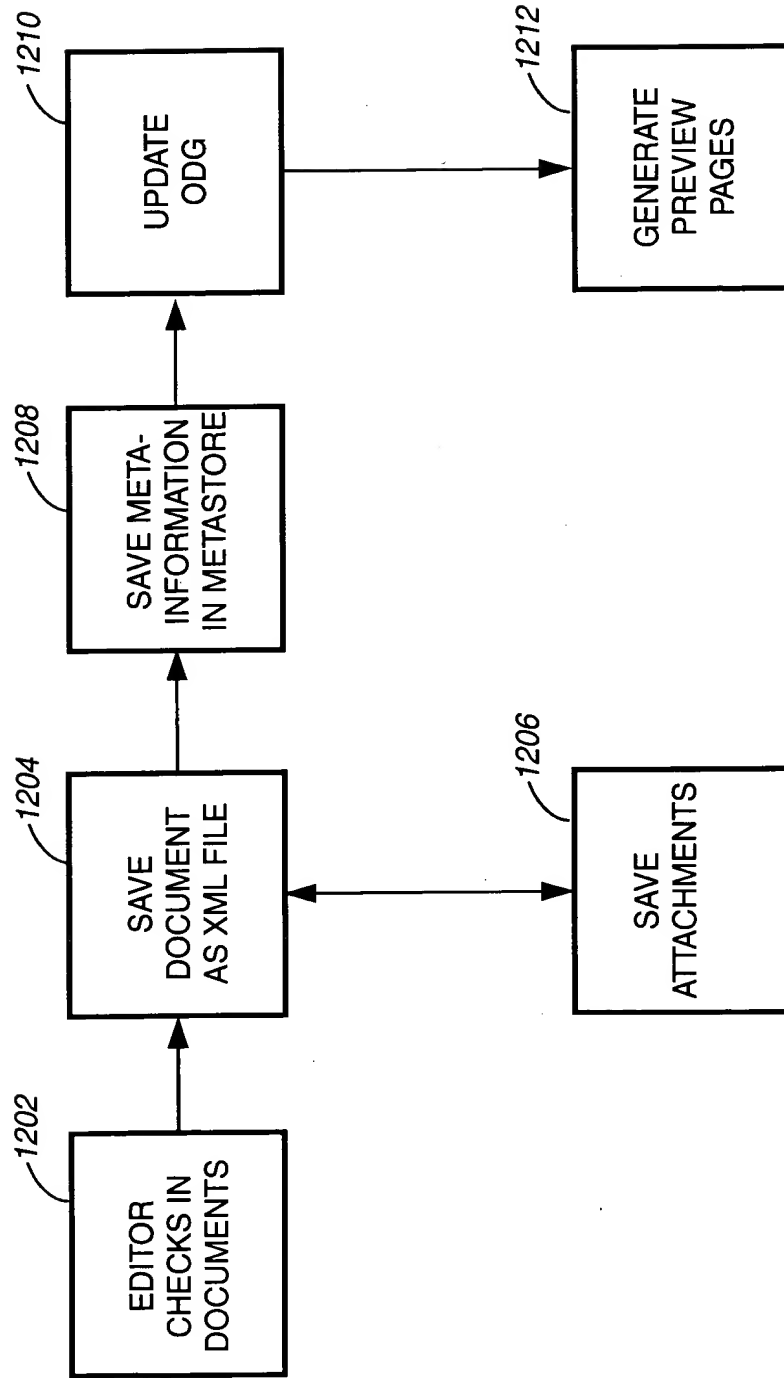 1202
EDITOR
CHECKS IN
DOCUMENTS
1204
SAVE
DOCUMENT
AS XML FILE
1206
SAVE
ATTACHMENTS
1208
SAVE META-
INFORMATION
IN METASTORE
1210
UPDATE
ODG
1212
GENERATE
PREVIEW
PAGES